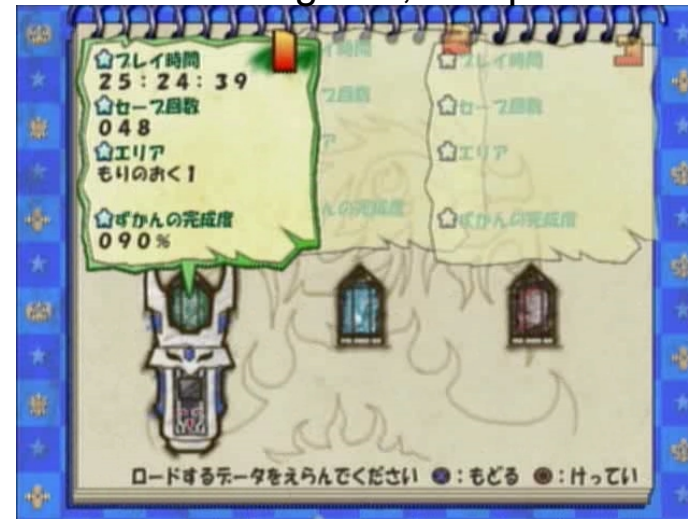 プレイ時間
25:24:39
セーブ回数
048
エリア
もりのおく1
ずかんの完成度
090%
プレイ時間
セーブ回数
エリア
ずかんの完成度
ロードするデータをえらんでください ×:もどる ○:けってい